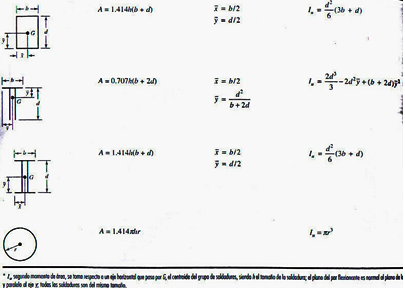 b
d
G
ȳ
x̄
A = 1.414h(b + d)
x̄ = b/2
ȳ = d/2
I_u = d²/6 (3b + d)
b
ȳ
G
d
A = 0.707h(b + 2d)
x̄ = b/2
ȳ = d²/(b + 2d)
I_u = 2d³/3 − 2d²ȳ + (b + 2d)ȳ²
b
d
G
ȳ
x̄
A = 1.414h(b + d)
x̄ = b/2
ȳ = d/2
I_u = d²/6 (3b + d)
r
A = 1.414πhr
I_u = πr³
* I_u segundo momento de área, se toma respecto a un eje horizontal que pasa por G, el centroide del grupo de soldaduras, siendo h el tamaño de la soldadura; el plano del par flexionante es normal al plano de
y paralelo al eje y; todas las soldaduras son del mismo tamaño.